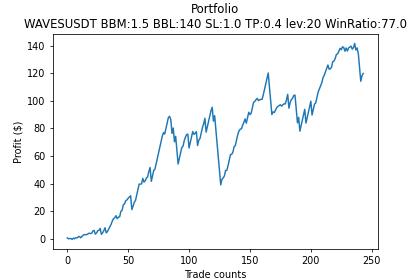 Portfolio
WAVESUSDT BBM:1.5 BBL:140 SL:1.0 TP:0.4 lev:20 WinRatio:77.0
140
120
100
80
60
40
20
0
Profit ($)
0 50 100 150 200 250
Trade counts